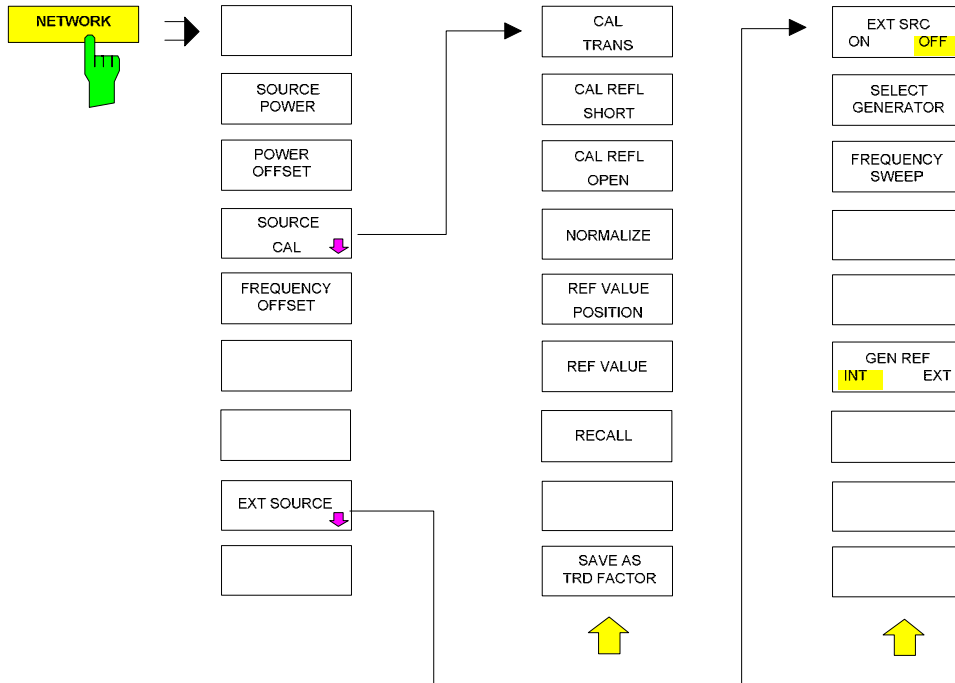 NETWORK
SOURCE
POWER
POWER
OFFSET
SOURCE
CAL
FREQUENCY
OFFSET
EXT SOURCE
CAL
TRANS
CAL REFL
SHORT
CAL REFL
OPEN
NORMALIZE
REF VALUE
POSITION
REF VALUE
RECALL
SAVE AS
TRD FACTOR
EXT SRC
ON OFF
SELECT
GENERATOR
FREQUENCY
SWEEP
GEN REF
INT EXT